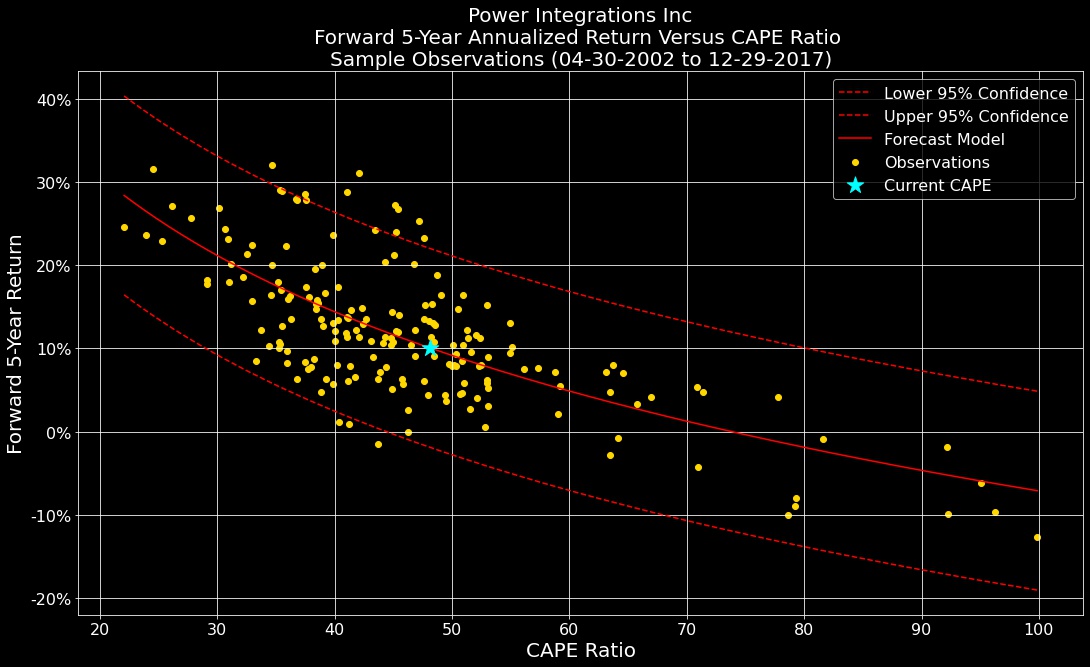 Power Integrations Inc
Forward 5-Year Annualized Return Versus CAPE Ratio
Sample Observations (04-30-2002 to 12-29-2017)
Lower 95% Confidence
Upper 95% Confidence
Forecast Model
Observations
Current CAPE
Forward 5-Year Return
40%
30%
20%
10%
0%
-10%
-20%
20 30 40 50 60 70 80 90 100
CAPE Ratio